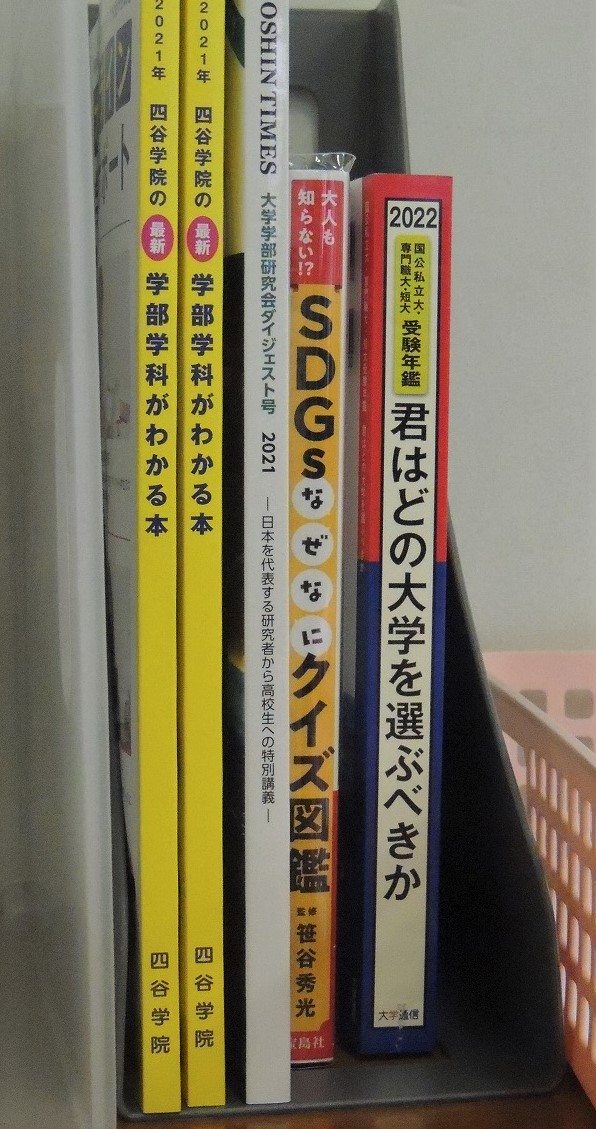 2021年 四谷学院の 最新 学部学科がわかる本 四谷学院
2021年 四谷学院の 最新 学部学科がわかる本 四谷学院
OSHIN TIMES 大学学部研究会ダイジェスト号 2021 ―日本を代表する研究者から高校生への特別講義―
大人も
知らない!?
SDGsなぜなにクイズ図鑑
監修
笹谷秀光
宝島社
2022
国公私立大・
専門職大・短大
受験年鑑
君はどの大学を選ぶべきか
大学通信